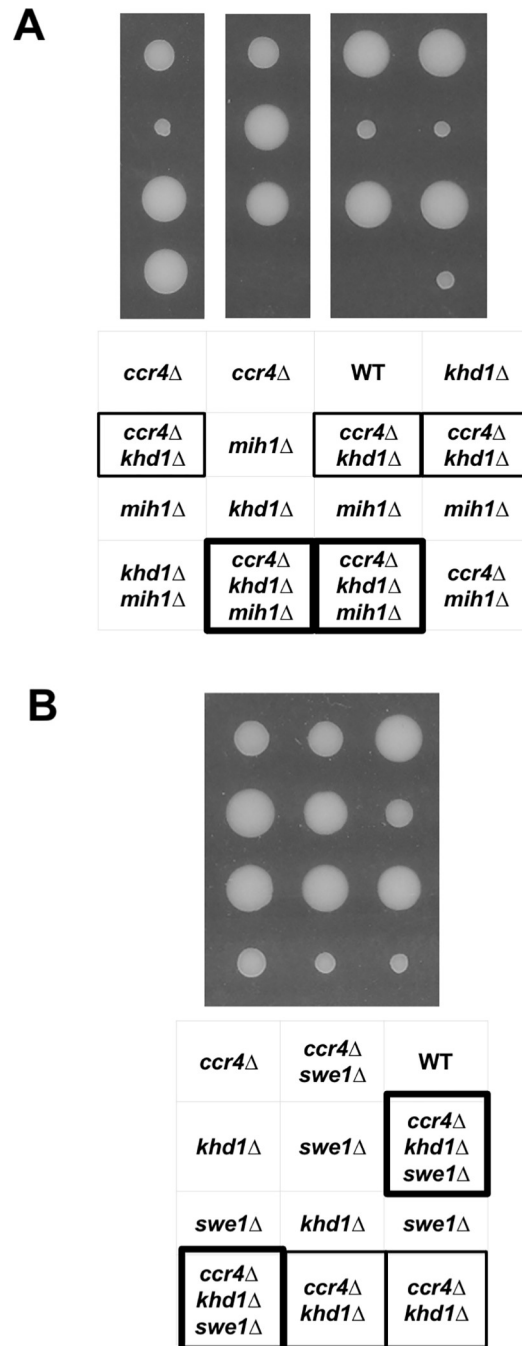 A
ccr4Δ ccr4Δ WT khd1Δ
ccr4Δ khd1Δ mih1Δ ccr4Δ khd1Δ ccr4Δ khd1Δ
mih1Δ khd1Δ mih1Δ mih1Δ
khd1Δ mih1Δ ccr4Δ khd1Δ mih1Δ ccr4Δ khd1Δ mih1Δ ccr4Δ mih1Δ
B
ccr4Δ ccr4Δ swe1Δ WT
khd1Δ swe1Δ ccr4Δ khd1Δ swe1Δ
swe1Δ khd1Δ swe1Δ
ccr4Δ khd1Δ swe1Δ ccr4Δ khd1Δ ccr4Δ khd1Δ